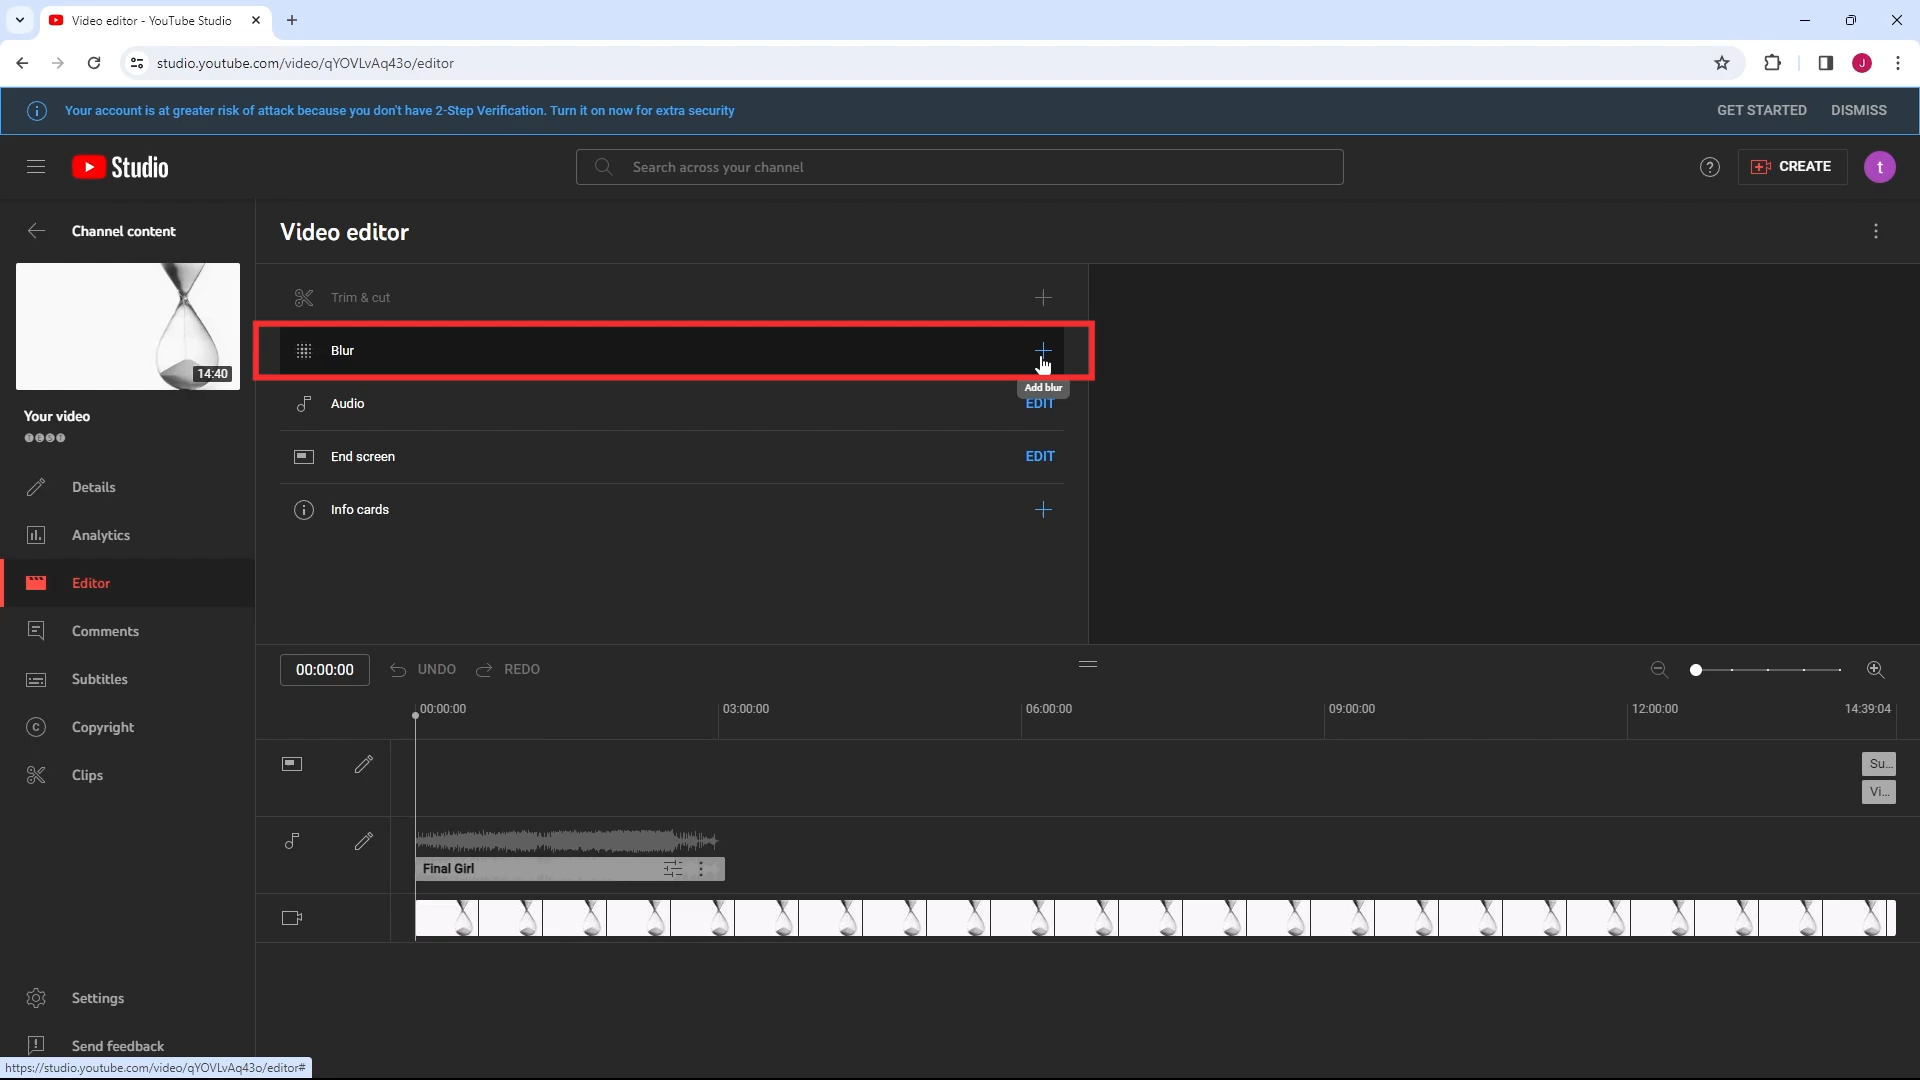 Video editor - YouTube Studio
studio.youtube.com/video/qYOVLvAq43o/editor
J
Your account is at greater risk of attack because you don't have 2-Step Verification. Turn it on now for extra security
GET STARTED
DISMISS
Studio
Search across your channel
CREATE
t
Channel content
Video editor
14:40
Your video
TEST
Details
Analytics
Editor
Comments
Subtitles
Copyright
Clips
Settings
Send feedback
Trim & cut
Blur
Add blur
Audio
EDIT
End screen
EDIT
Info cards
00:00:00
UNDO
REDO
00:00:00
03:00:00
06:00:00
09:00:00
12:00:00
14:39:04
Su...
Vi...
Final Girl
https://studio.youtube.com/video/qYOVLvAq43o/editor#